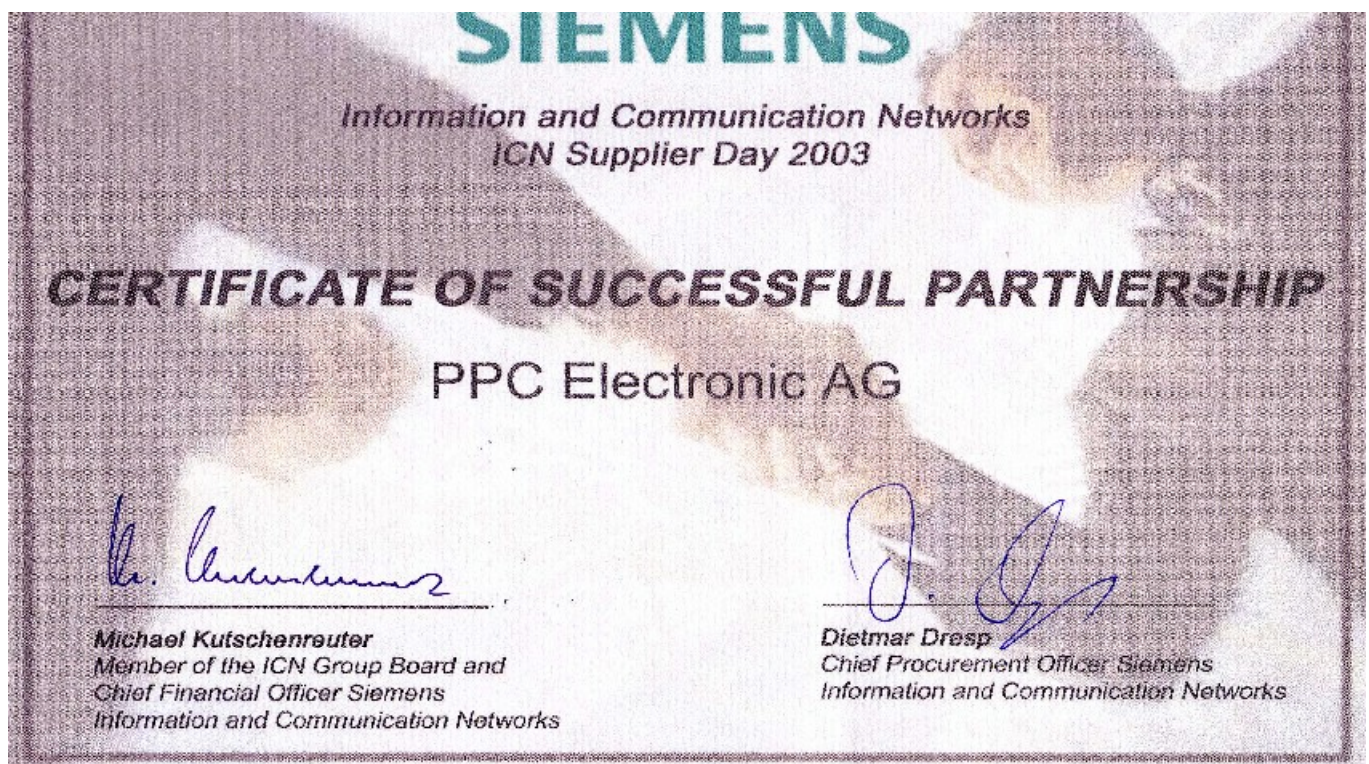 SIEMENS
Information and Communication Networks
ICN Supplier Day 2003
CERTIFICATE OF SUCCESSFUL PARTNERSHIP
PPC Electronic AG
Michael Kutschenreuter
Member of the ICN Group Board and
Chief Financial Officer Siemens
Information and Communication Networks
Dietmar Dresp
Chief Procurement Officer Siemens
Information and Communication Networks